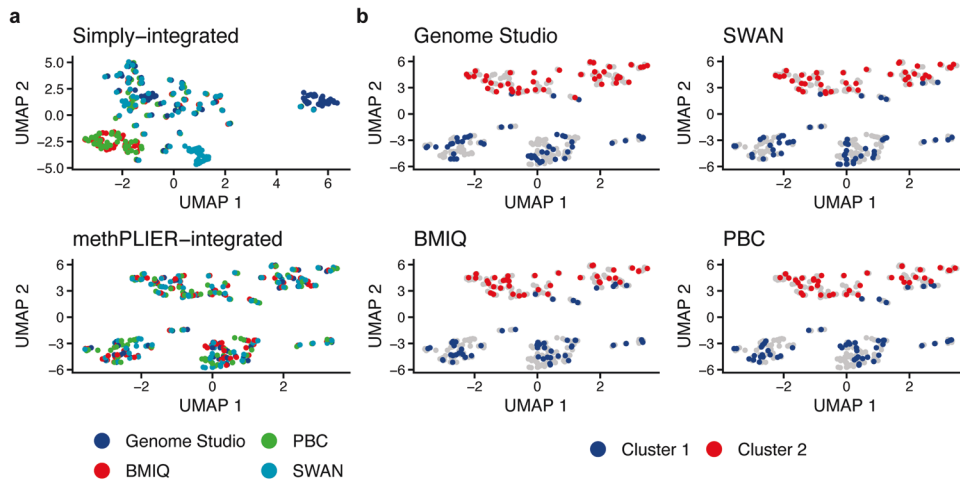 a
Simply−integrated
5.0
2.5
0.0
−2.5
−5.0
UMAP 2
−2 0 2 4 6
UMAP 1
methPLIER−integrated
6
3
0
−3
−6
UMAP 2
−2 0 2
UMAP 1
Genome Studio
BMIQ
PBC
SWAN
b
Genome Studio
6
3
0
−3
−6
UMAP 2
−2 0 2
UMAP 1
SWAN
6
3
0
−3
−6
UMAP 2
−2 0 2
UMAP 1
BMIQ
6
3
0
−3
−6
UMAP 2
−2 0 2
UMAP 1
PBC
6
3
0
−3
−6
UMAP 2
−2 0 2
UMAP 1
Cluster 1 Cluster 2